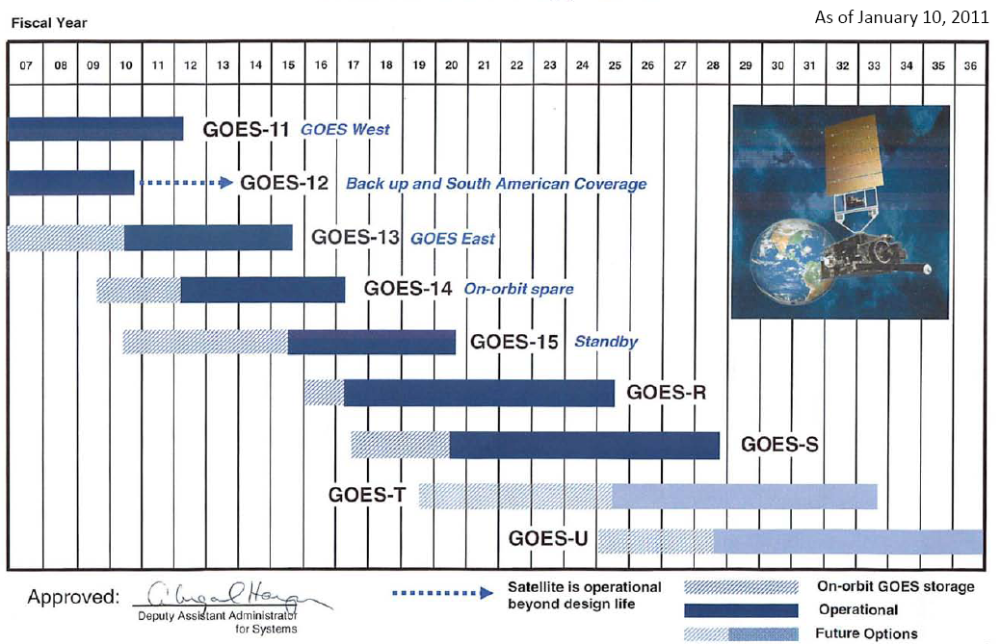 As of January 10, 2011
Fiscal Year
07 08 09 10 11 12 13 14 15 16 17 18 19 20 21 22 23 24 25 26 27 28 29 30 31 32 33 34 35 36
GOES-11 GOES West
GOES-12 Back up and South American Coverage
GOES-13 GOES East
GOES-14 On-orbit spare
GOES-15 Standby
GOES-R
GOES-S
GOES-T
GOES-U
Approved:
Deputy Assistant Administrator
for Systems
Satellite is operational
beyond design life
On-orbit GOES storage
Operational
Future Options